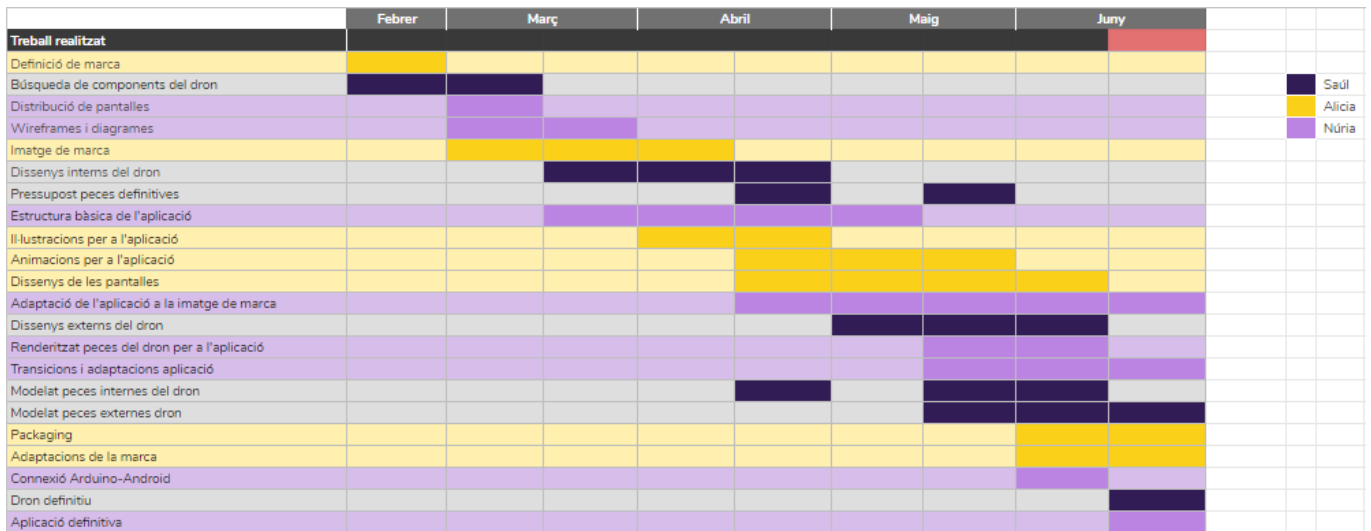 Febrer Març Abril Maig Juny
Treball realitzat
Definició de marca
Búsqueda de components del dron
Saúl
Distribució de pantalles
Alicia
Wireframes i diagrames
Núria
Imatge de marca
Dissenys interns del dron
Pressupost peces definitives
Estructura bàsica de l'aplicació
Il·lustracions per a l'aplicació
Animacions per a l'aplicació
Dissenys de les pantalles
Adaptació de l'aplicació a la imatge de marca
Dissenys externs del dron
Renderitzat peces del dron per a l'aplicació
Transicions i adaptacions aplicació
Modelat peces internes del dron
Modelat peces externes dron
Packaging
Adaptacions de la marca
Connexió Arduino-Android
Dron definitiu
Aplicació definitiva